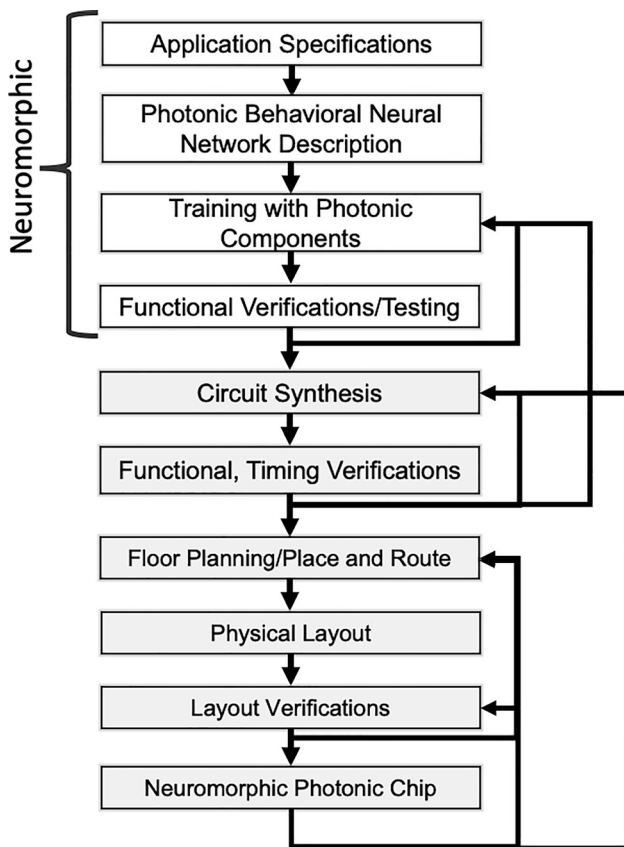 Neuromorphic
Application Specifications
Photonic Behavioral Neural
Network Description
Training with Photonic
Components
Functional Verifications/Testing
Circuit Synthesis
Functional, Timing Verifications
Floor Planning/Place and Route
Physical Layout
Layout Verifications
Neuromorphic Photonic Chip